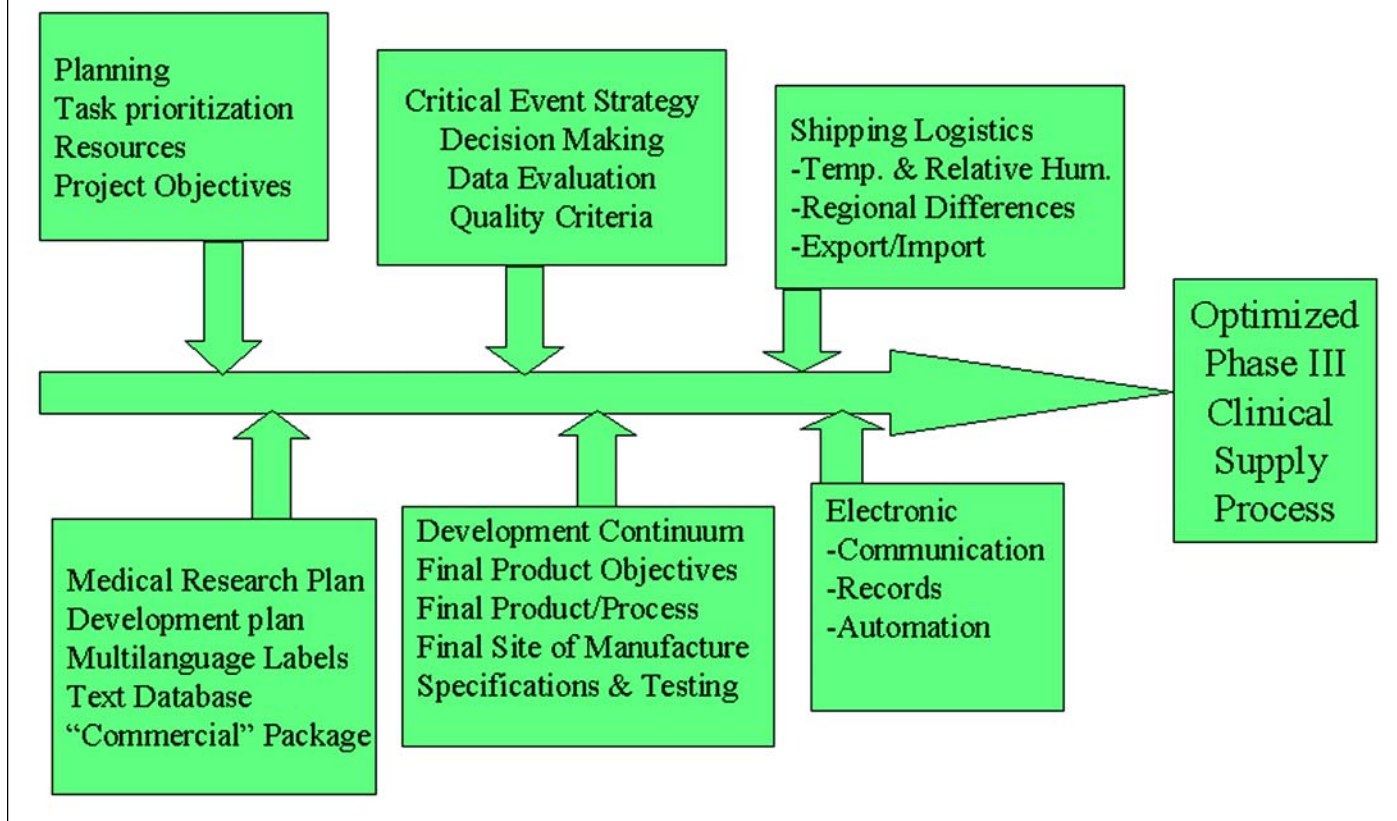 Planning
Task prioritization
Resources
Project Objectives
Critical Event Strategy
Decision Making
Data Evaluation
Quality Criteria
Shipping Logistics
-Temp. & Relative Hum.
-Regional Differences
-Export/Import
Optimized
Phase III
Clinical
Supply
Process
Medical Research Plan
Development plan
Multilanguage Labels
Text Database
“Commercial” Package
Development Continuum
Final Product Objectives
Final Product/Process
Final Site of Manufacture
Specifications & Testing
Electronic
-Communication
-Records
-Automation